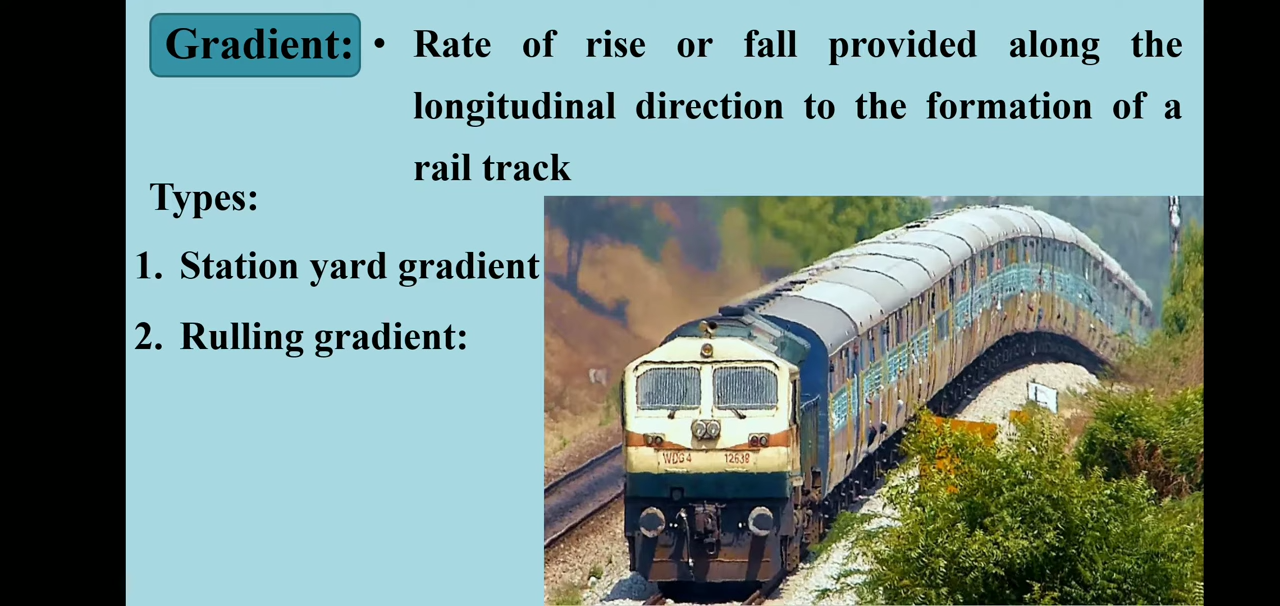 Gradient:
• Rate of rise or fall provided along the
longitudinal direction to the formation of a
rail track
Types:
1. Station yard gradient
2. Rulling gradient:
WDG4 12638